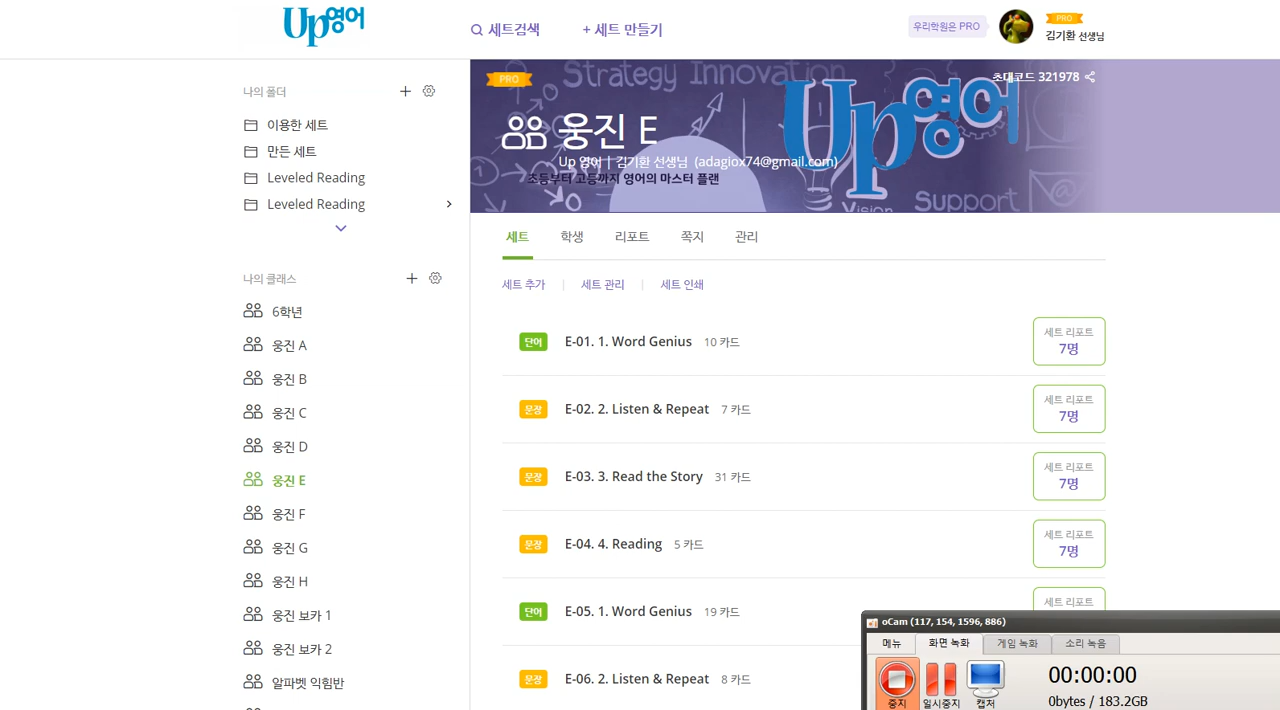 Up영어
세트검색
+ 세트 만들기
우리학원은 PRO
PRO
김기환 선생님
나의 폴더
이용한 세트
만든 세트
Leveled Reading
Leveled Reading
나의 클래스
6학년
웅진 A
웅진 B
웅진 C
웅진 D
웅진 E
웅진 F
웅진 G
웅진 H
웅진 보카 1
웅진 보카 2
알파벳 익힘반
PRO
Strategy Innovation
초대코드 321978
웅진 E
Up영어
Up 영어 | 김기환 선생님 (adagiox74@gmail.com)
초등부터 고등까지 영어의 마스터 플랜
Vision
Support
세트 학생 리포트 쪽지 관리
세트 추가 | 세트 관리 | 세트 인쇄
단어 E-01. 1. Word Genius 10 카드
세트 리포트
7명
문장 E-02. 2. Listen & Repeat 7 카드
세트 리포트
7명
문장 E-03. 3. Read the Story 31 카드
세트 리포트
7명
문장 E-04. 4. Reading 5 카드
세트 리포트
7명
단어 E-05. 1. Word Genius 19 카드
세트 리포트
문장 E-06. 2. Listen & Repeat 8 카드
oCam (117, 154, 1596, 886)
메뉴 화면 녹화 게임 녹화 소리 녹음
중지 일시중지 캡처
00:00:00
0bytes / 183.2GB